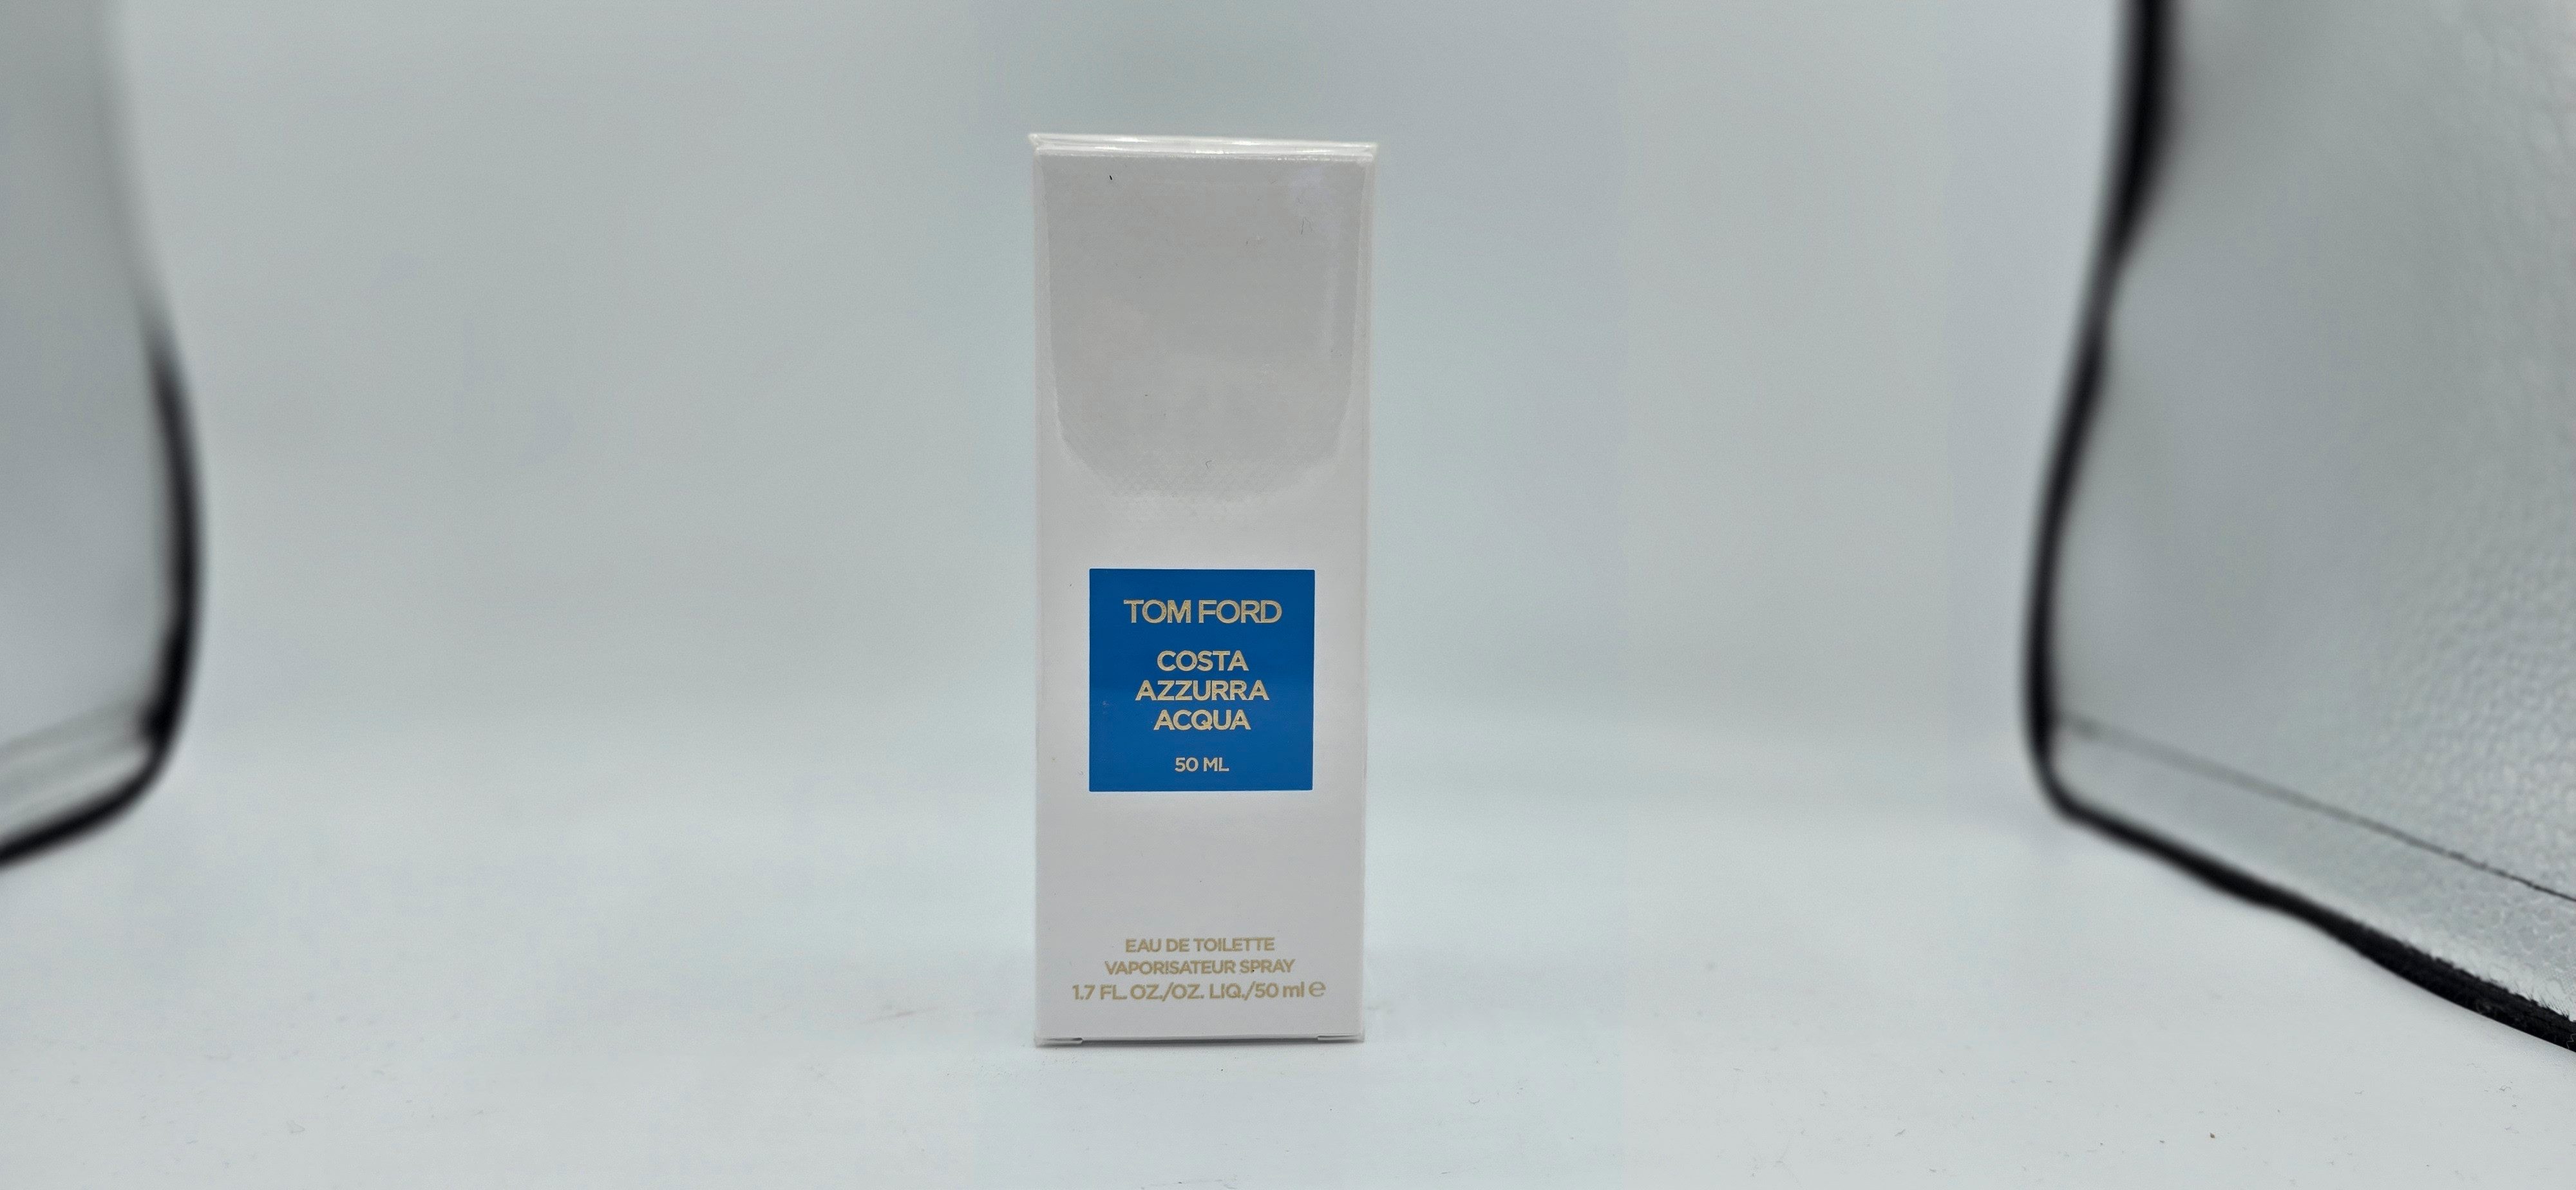 TOM FORD
COSTA
AZZURRA
ACQUA
50 ML
EAU DE TOILETTE
VAPORISATEUR SPRAY
1.7 FL. OZ./OZ. LIQ./50 ml ℮